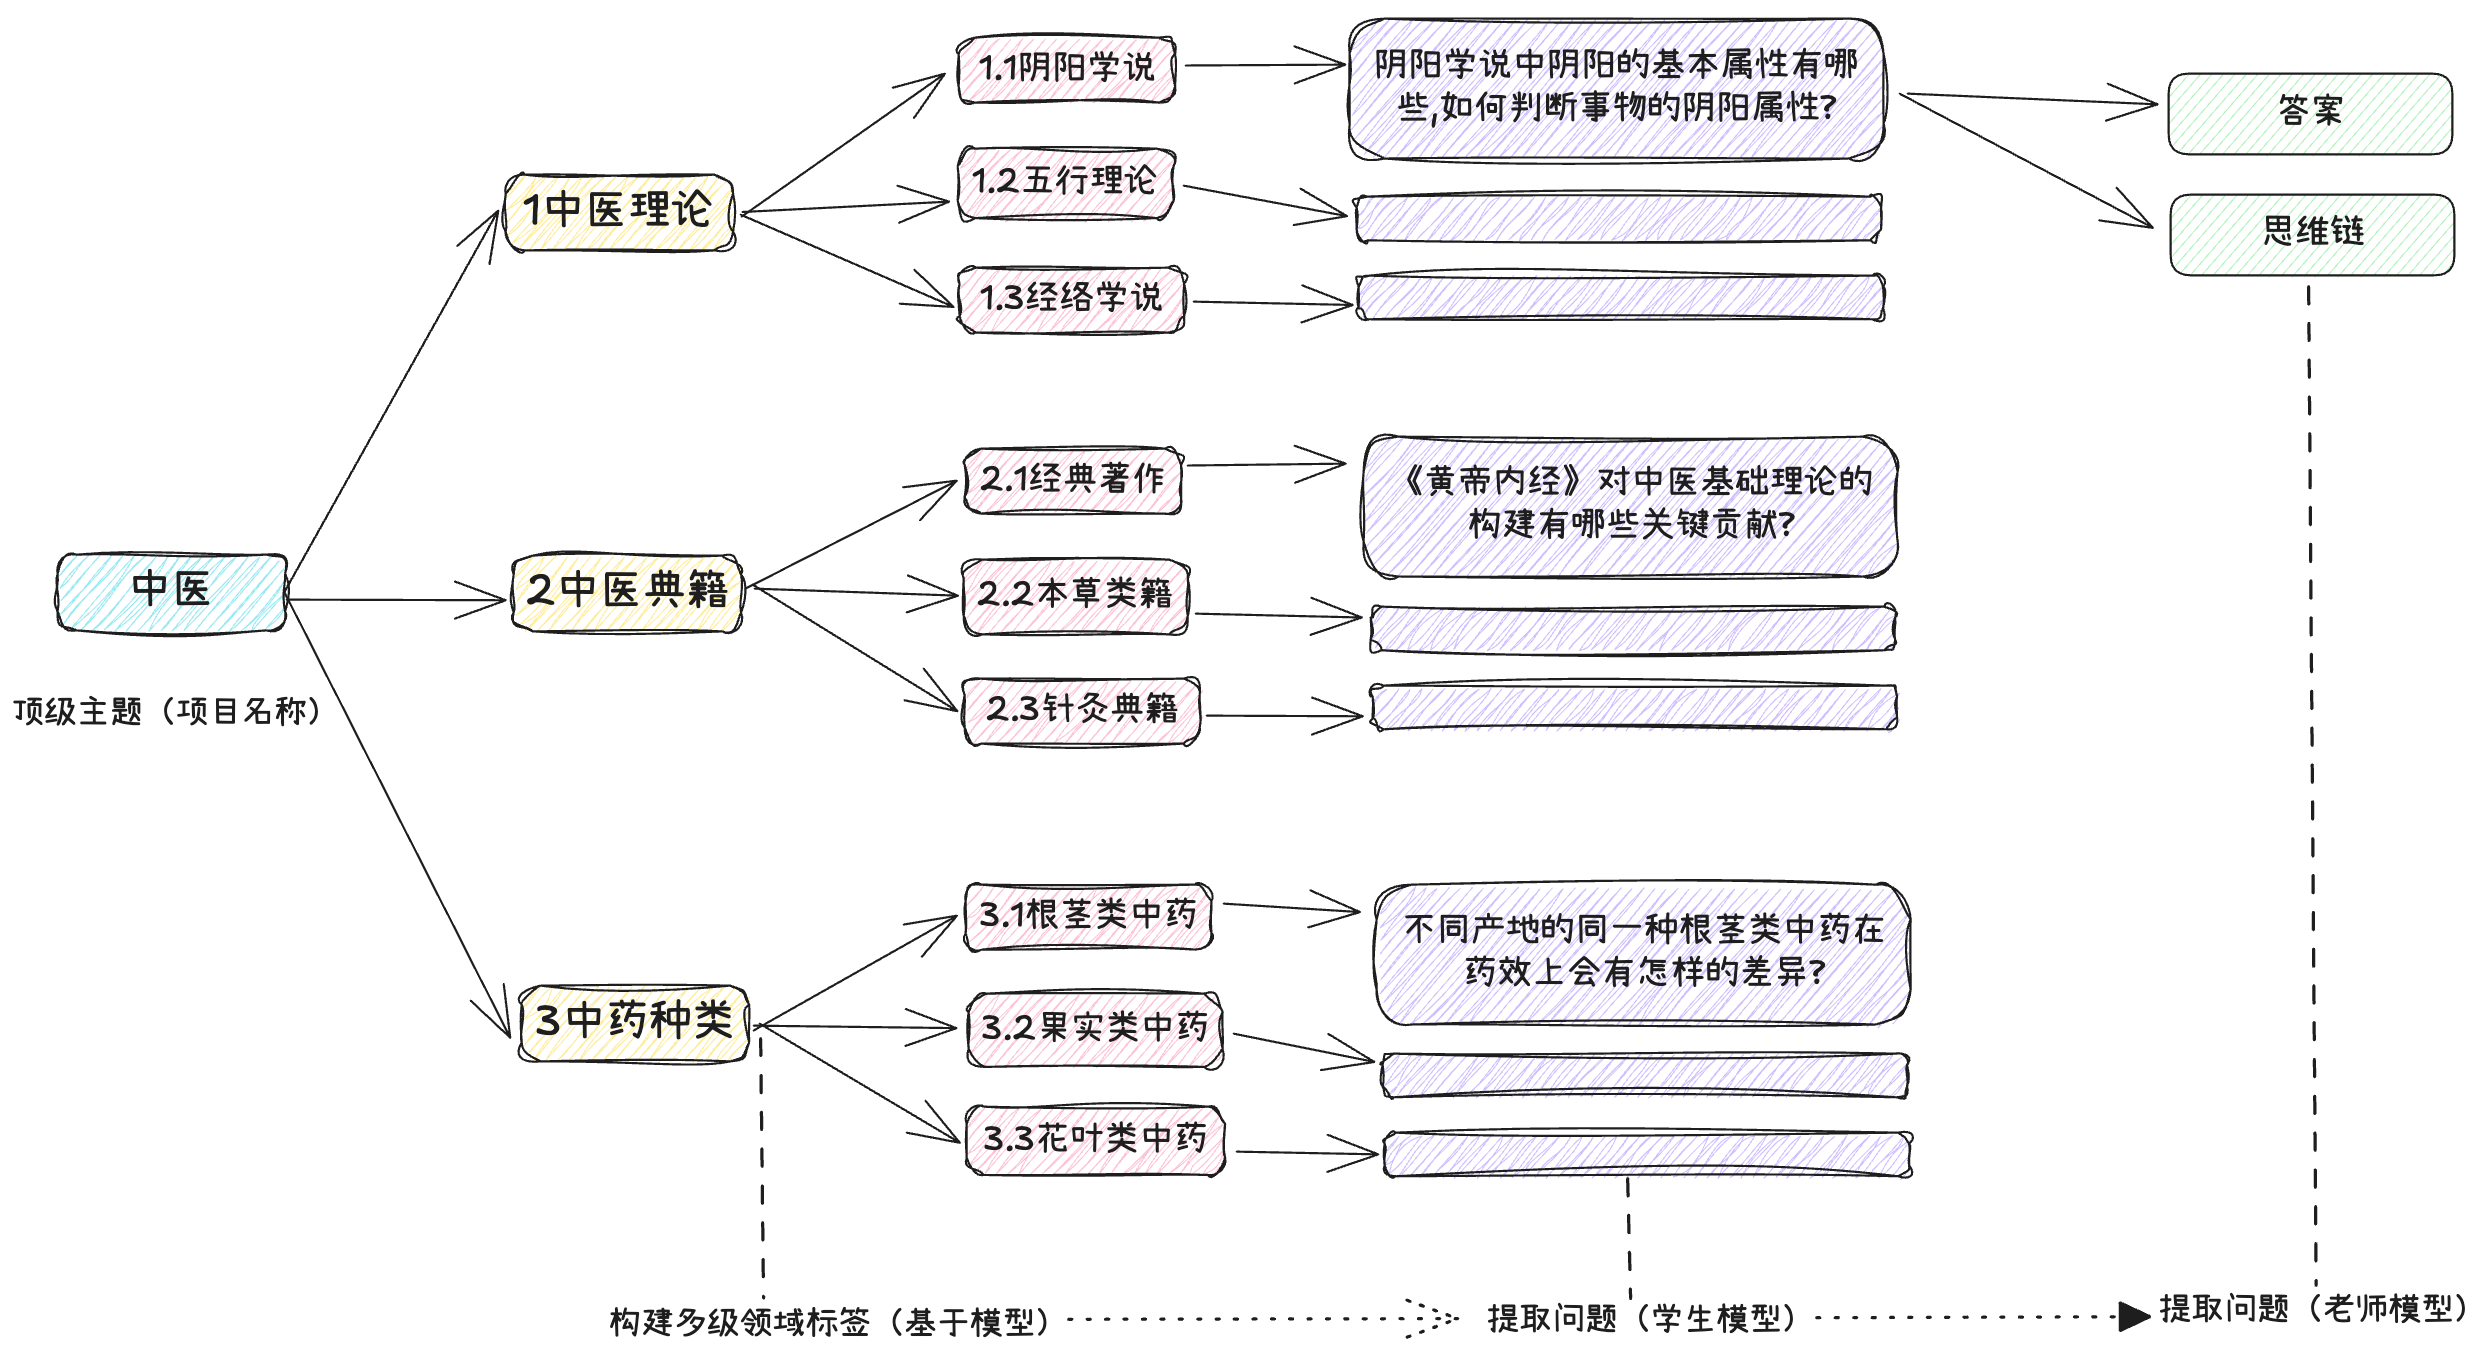 1.1阴阳学说
阴阳学说中阴阳的基本属性有哪
些,如何判断事物的阴阳属性?
答案
1中医理论
1.2五行理论
思维链
1.3经络学说
2.1经典著作
《黄帝内经》对中医基础理论的
构建有哪些关键贡献?
中医
2中医典籍
2.2本草类籍
顶级主题（项目名称）
2.3针灸典籍
3.1根茎类中药
不同产地的同一种根茎类中药在
药效上会有怎样的差异?
3中药种类
3.2果实类中药
3.3花叶类中药
构建多级领域标签（基于模型）
提取问题（学生模型）
提取问题（老师模型）